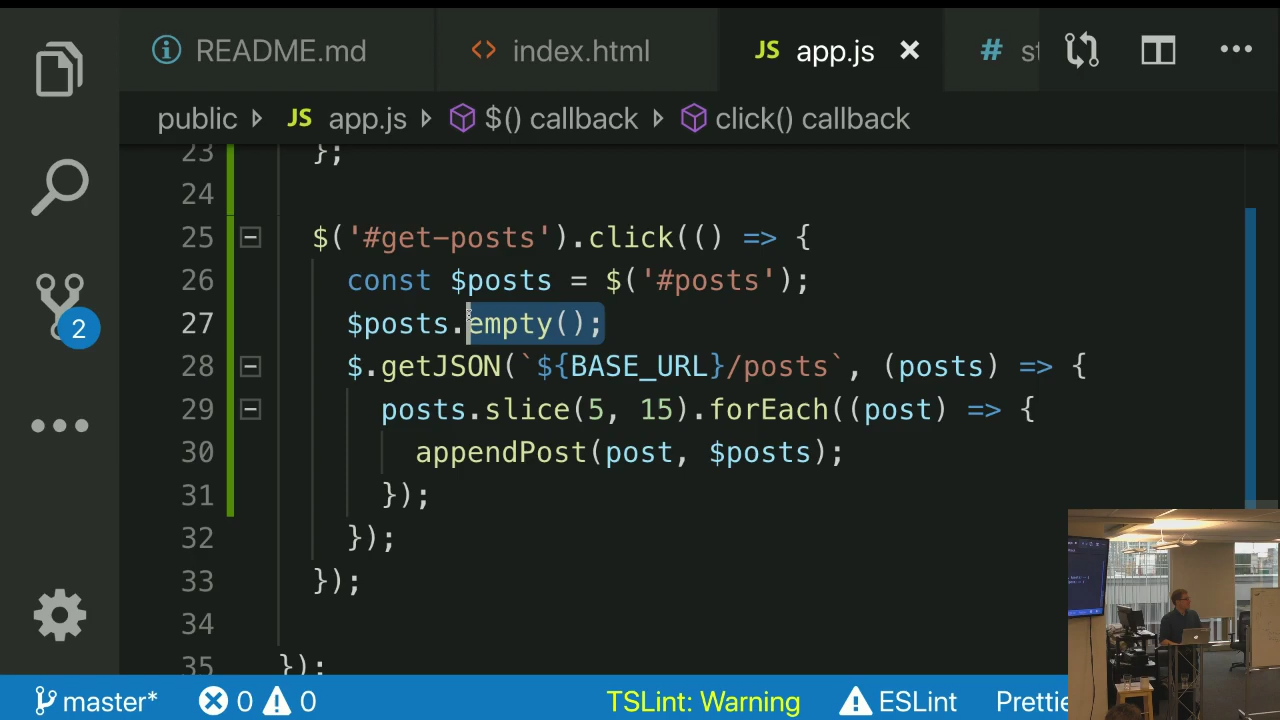 README.md
index.html
JS app.js
# st
public
JS app.js
$() callback
click() callback
23 };
24
25 $('#get-posts').click(() => {
26 const $posts = $('#posts');
27 $posts.empty();
28 $.getJSON(`${BASE_URL}/posts`, (posts) => {
29 posts.slice(5, 15).forEach((post) => {
30 appendPost(post, $posts);
31 });
32 });
33 });
34
35 });
2
master*
0
0
TSLint: Warning
ESLint
Prettie